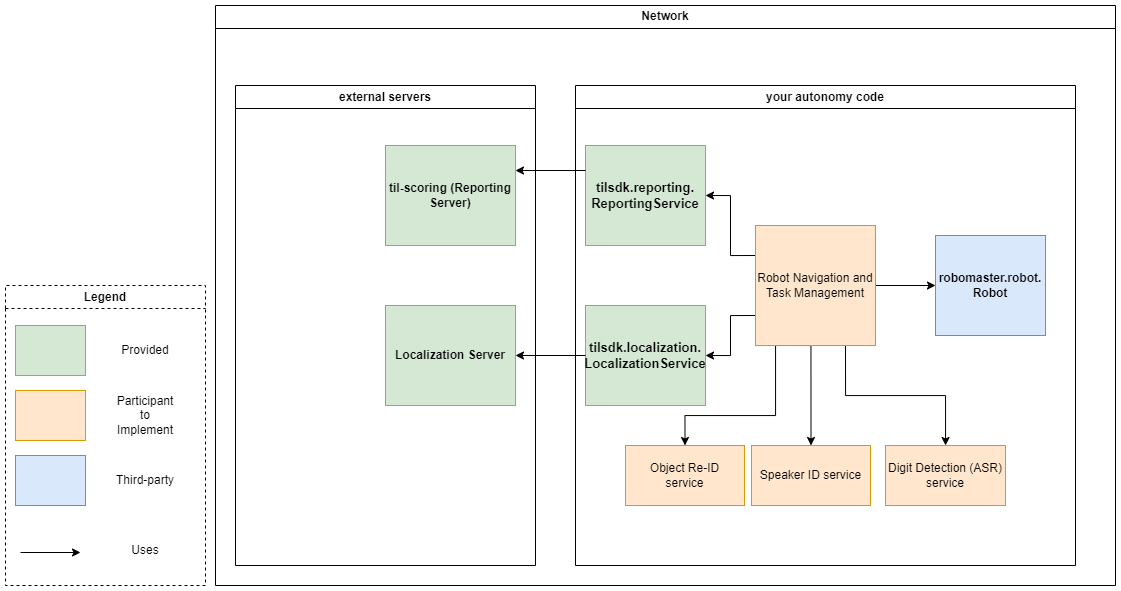 Network
external servers
your autonomy code
til-scoring (Reporting
Server)
tilsdk.reporting.
ReportingService
Robot Navigation and
Task Management
robomaster.robot.
Robot
Localization Server
tilsdk.localization.
LocalizationService
Object Re-ID
service
Speaker ID service
Digit Detection (ASR)
service
Legend
Provided
Participant
to
Implement
Third-party
Uses